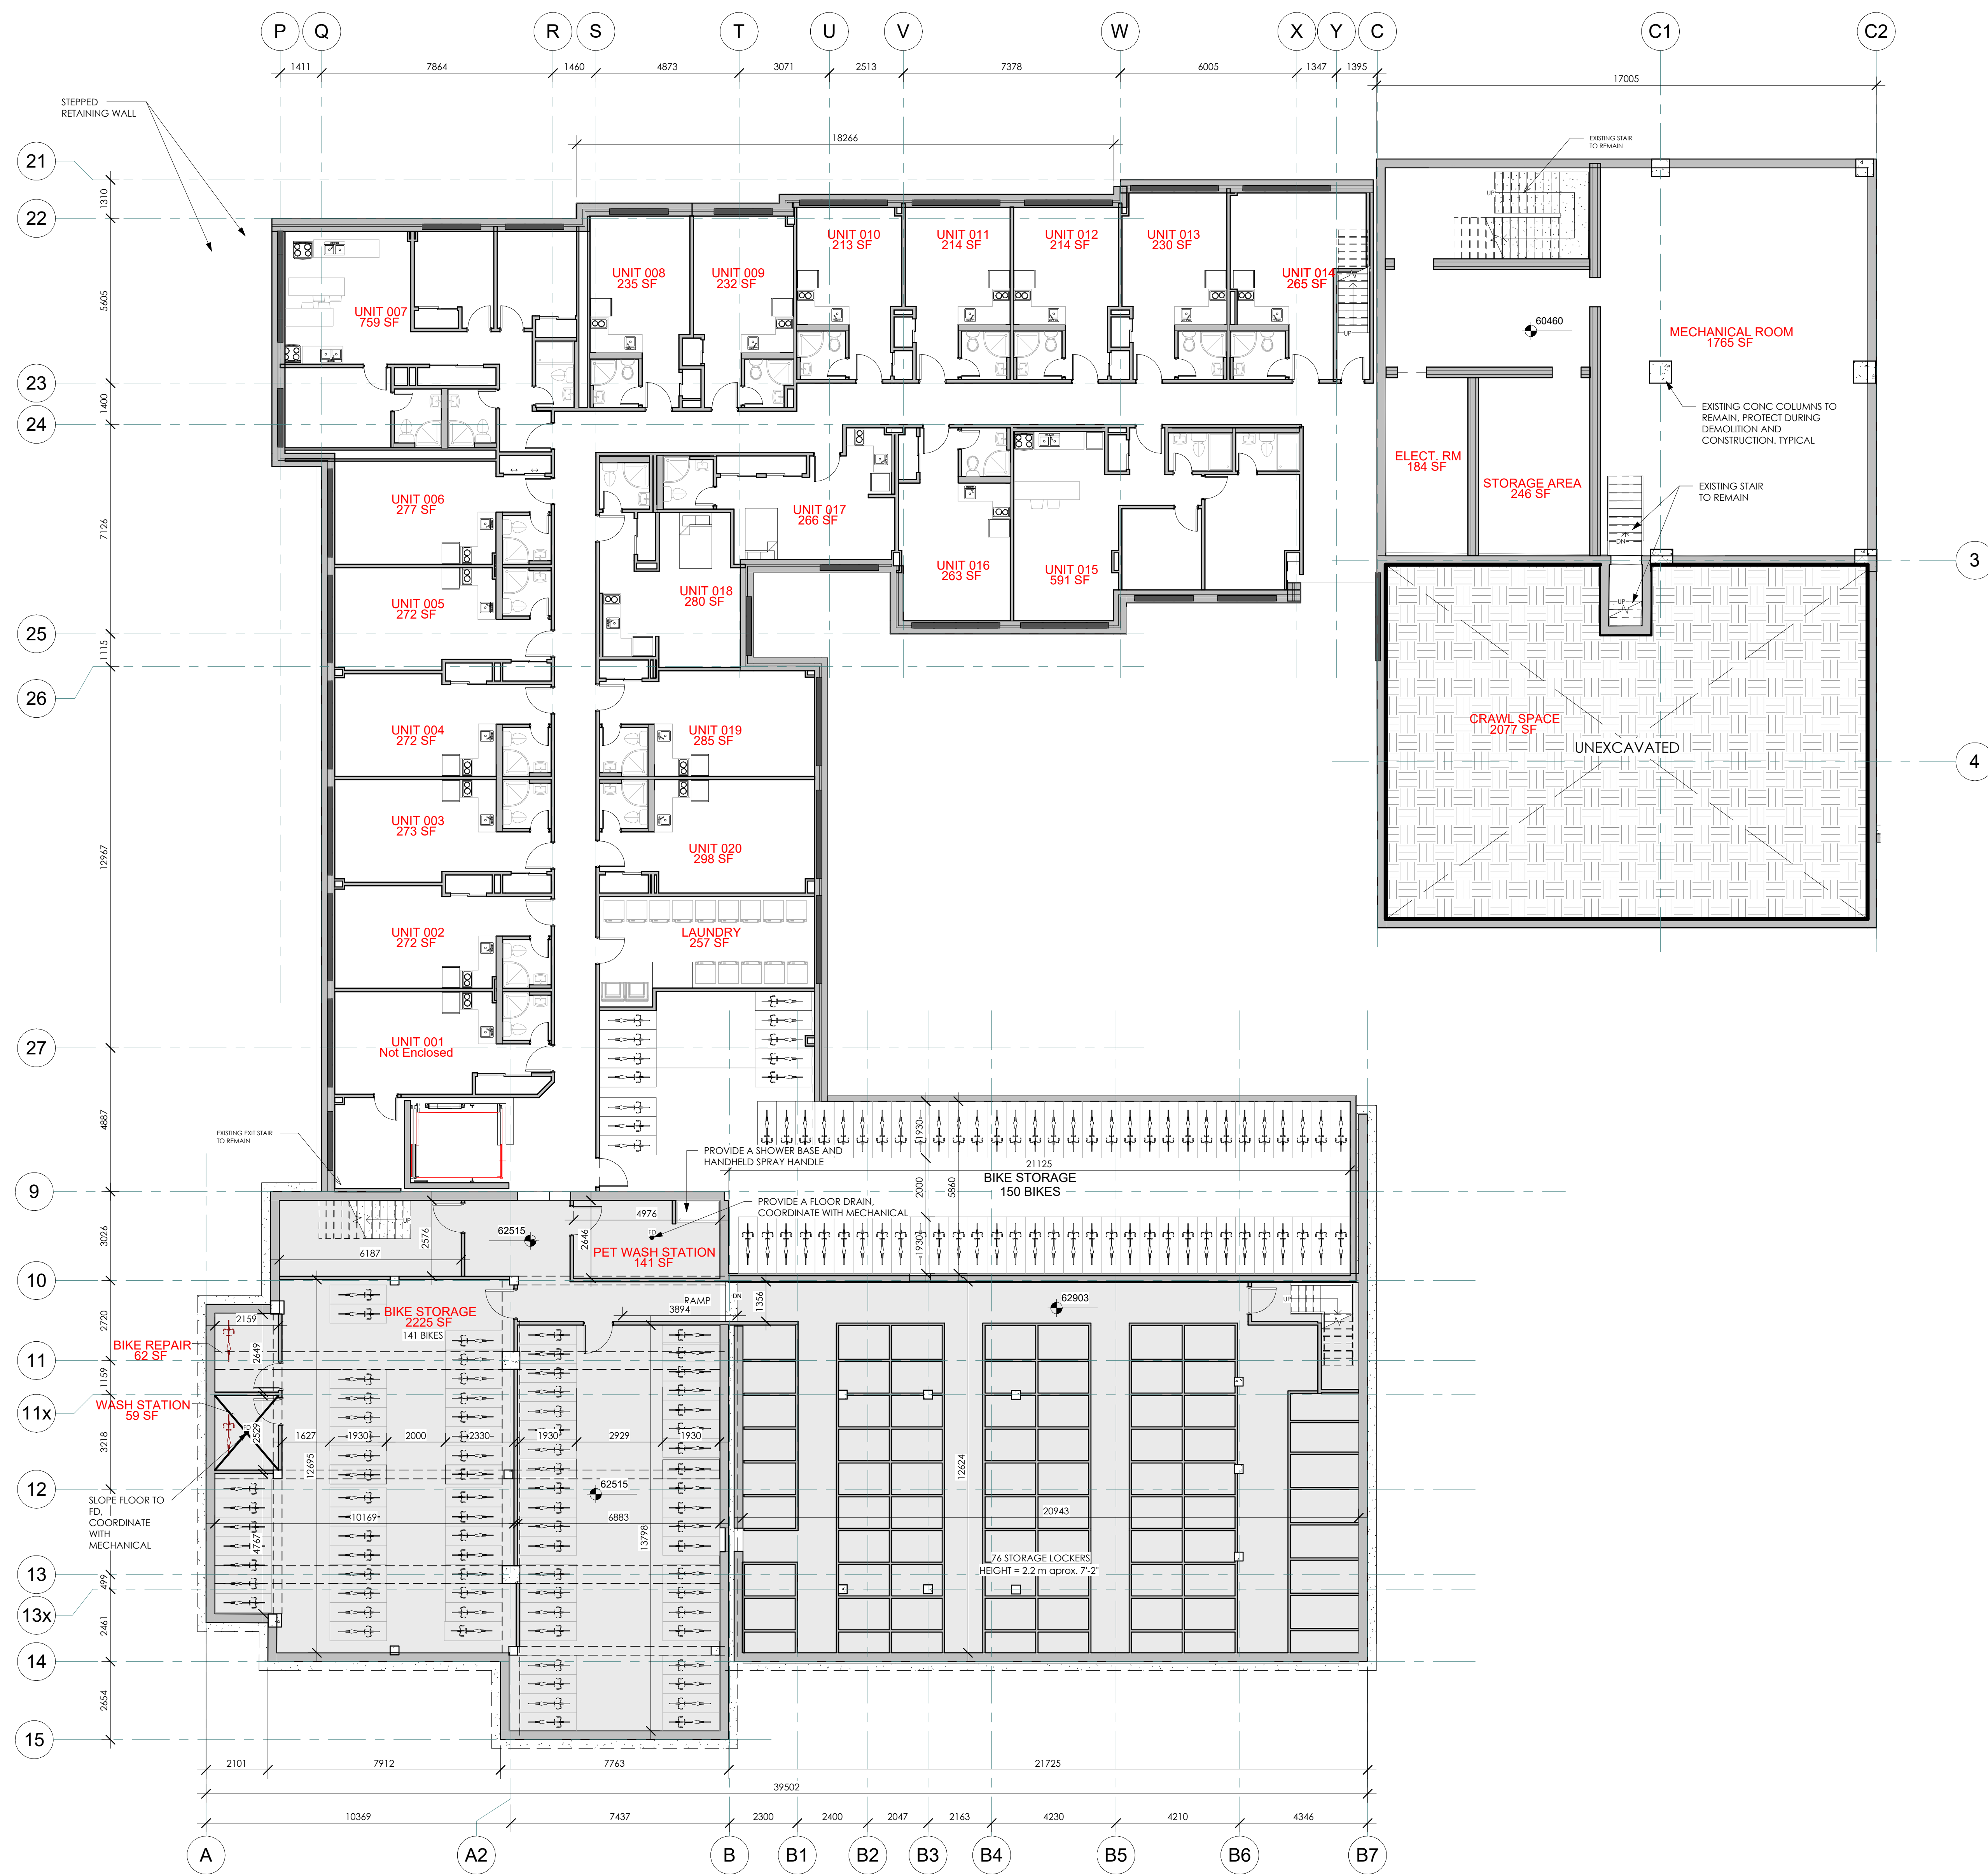 P Q R S T U V W X Y C C1 C2
1411 7864 1460 4873 3071 2513 7378 6005 1347 1395
17005
STEPPED
RETAINING WALL
18266
EXISTING STAIR
TO REMAIN
21
1310
UP
22
UNIT 010
213 SF
UNIT 011
214 SF
UNIT 012
214 SF
UNIT 013
230 SF
UNIT 008
235 SF
UNIT 009
232 SF
UNIT 014
265 SF
5605
UNIT 007
759 SF
UP
60460
MECHANICAL ROOM
1765 SF
23
1400
24
EXISTING CONC COLUMNS TO
REMAIN, PROTECT DURING
DEMOLITION AND
CONSTRUCTION, TYPICAL
ELECT. RM
184 SF
STORAGE AREA
246 SF
EXISTING STAIR
TO REMAIN
DN
UNIT 006
277 SF
UNIT 017
266 SF
7126
UNIT 016
263 SF
UNIT 015
591 SF
3
UNIT 005
272 SF
UNIT 018
280 SF
UP
25
1115
26
UNIT 004
272 SF
UNIT 019
285 SF
CRAWL SPACE
2077 SF
UNEXCAVATED
4
UNIT 003
273 SF
UNIT 020
298 SF
12967
UNIT 002
272 SF
LAUNDRY
257 SF
27
UNIT 001
Not Enclosed
4887
EXISTING EXIT STAIR
TO REMAIN
PROVIDE A SHOWER BASE AND
HANDHELD SPRAY HANDLE
1930
21125
BIKE STORAGE
150 BIKES
2000
5860
9
PROVIDE A FLOOR DRAIN,
COORDINATE WITH MECHANICAL
4976
UP
2576
62515
2646
FD
1930
3026
6187
PET WASH STATION
141 SF
10
BIKE STORAGE
2225 SF
141 BIKES
RAMP
DN
3894
1356
62903
UP
2720
2159
BIKE REPAIR
62 SF
2649
11
1159
11x
WASH STATION
59 SF
FD
2529
3218
1627 1930 2000 2330 1930 2929 1930
12695
12624
12
62515
SLOPE FLOOR TO
FD,
COORDINATE
WITH
MECHANICAL
10169
6883
20943
4767
13798
76 STORAGE LOCKERS
HEIGHT = 2.2 m aprox. 7'-2"
13
499
13x
2461
14
2654
15
2101 7912 7763 21725
39502
10369 7437 2300 2400 2047 2163 4230 4210 4346
A A2 B B1 B2 B3 B4 B5 B6 B7